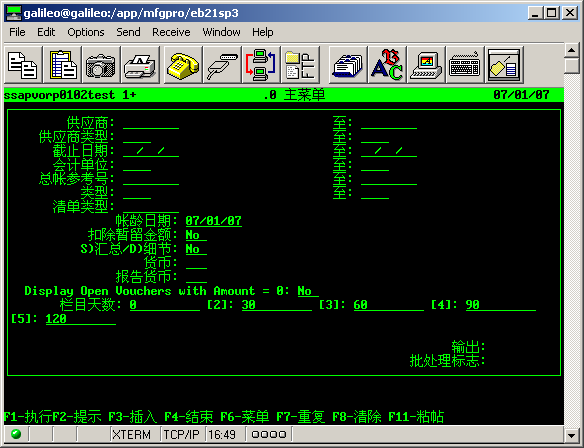 galileo@galileo:/app/mfgpro/eb21sp3
File Edit Options Send Receive Window Help
ABC
ssapvorp0102test 1+ .0 主菜单 07/01/07
供应商: 至:
供应商类型: 至:
截止日期: / / 至: / /
会计单位: 至:
总帐参考号: 至:
类型: 至:
清单类型:
帐龄日期: 07/01/07
扣除暂留金额: No
S)汇总/D)细节: No
货币:
报告货币:
Display Open Vouchers with Amount = 0: No
栏目天数: 0 [2]: 30 [3]: 60 [4]: 90
[5]: 120
输出:
批处理标志:
F1-执行F2-提示 F3-插入 F4-结束 F6-菜单 F7-重复 F8-清除 F11-粘帖
XTERM TCP/IP 16:49